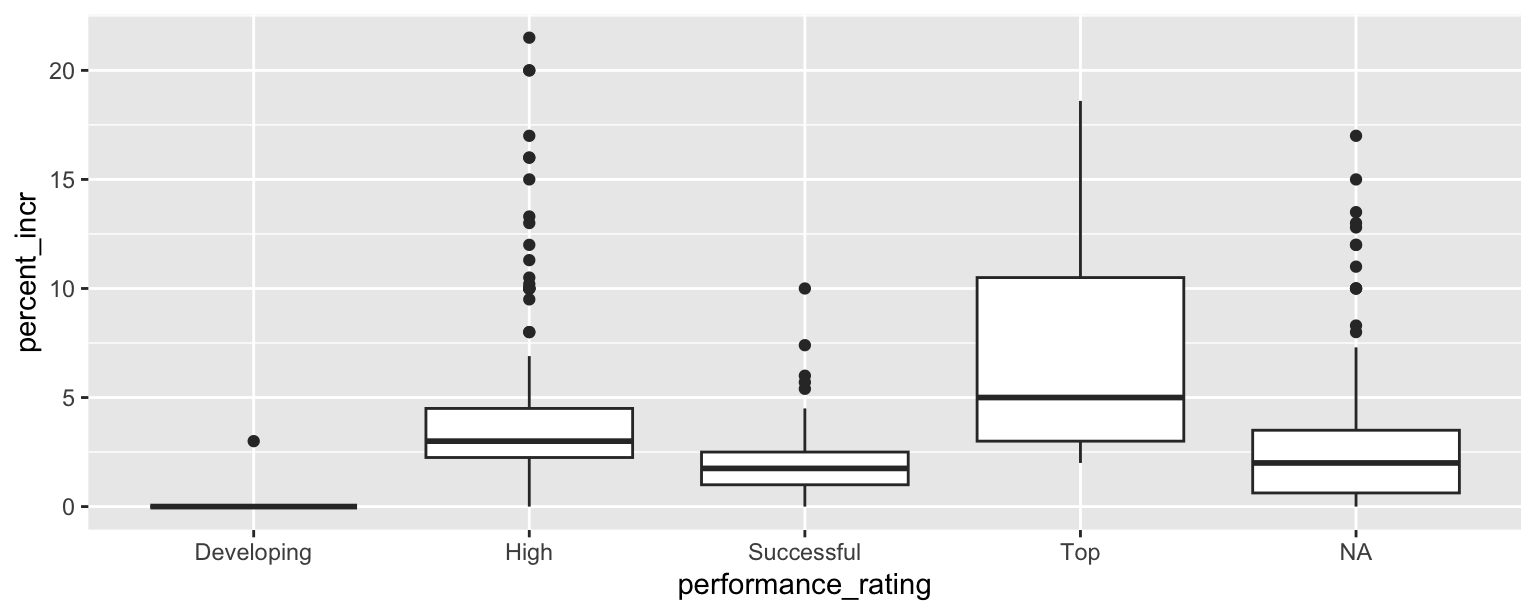 percent_incr
20
15
10
5
0
Developing High Successful Top NA
performance_rating